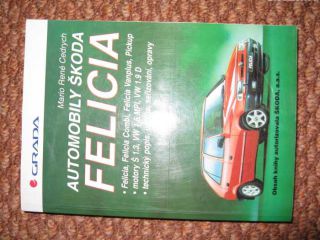 Mario René Cedrych
AUTOMOBILY ŠKODA
FELICIA
• Felicia, Felicia Combi, Felicia Vanplus, Pickup
• motory Š 1.3, VW 1.6 MPI, VW 1.9 D
• technický popis, seřizování, opravy
Obsah knihy autorizovala ŠKODA, a.a.s.
GRADA